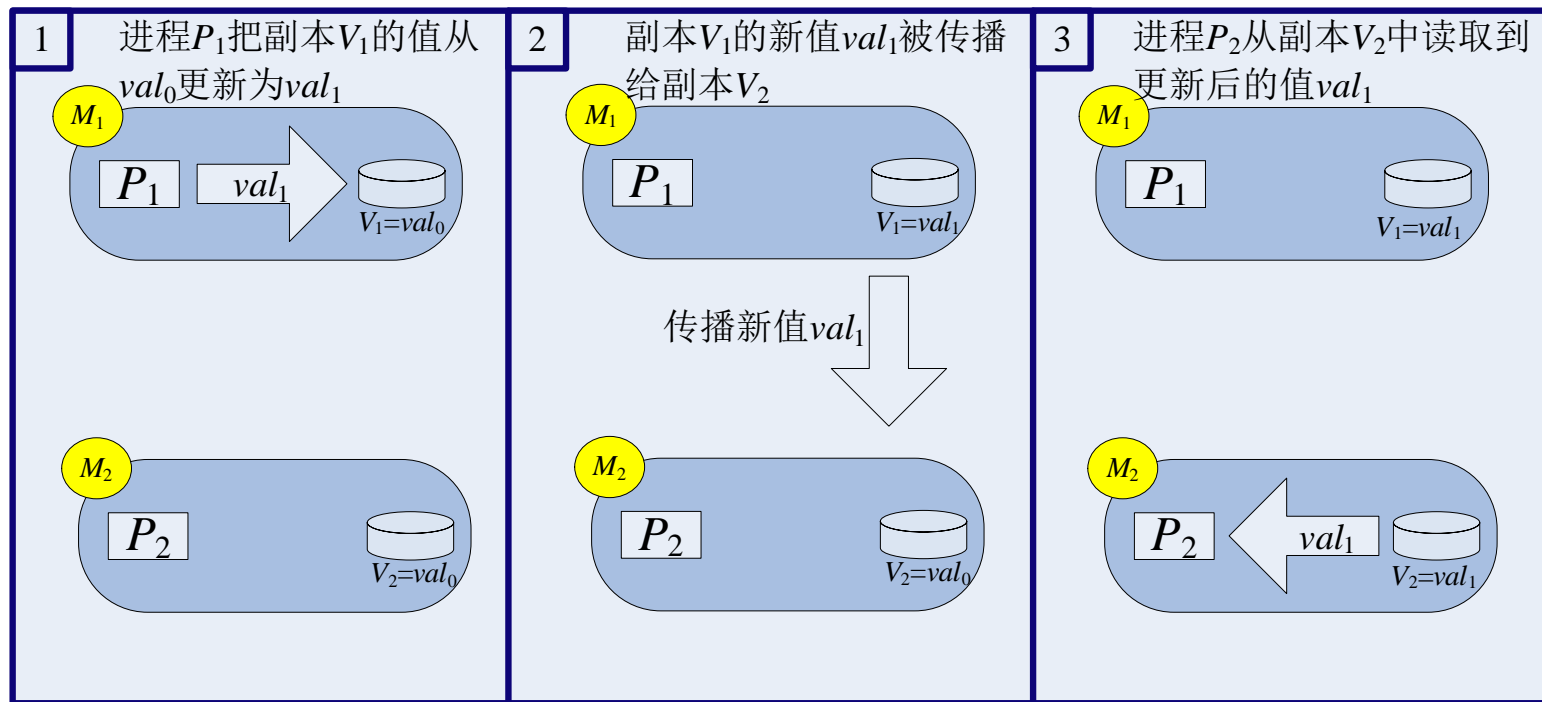 1
进程P₁把副本V₁的值从
val₀更新为val₁
M₁
P₁
val₁
V₁=val₀
M₂
P₂
V₂=val₀
2
副本V₁的新值val₁被传播
给副本V₂
M₁
P₁
V₁=val₁
传播新值val₁
M₂
P₂
V₂=val₀
3
进程P₂从副本V₂中读取到
更新后的值val₁
M₁
P₁
V₁=val₁
M₂
P₂
val₁
V₂=val₁